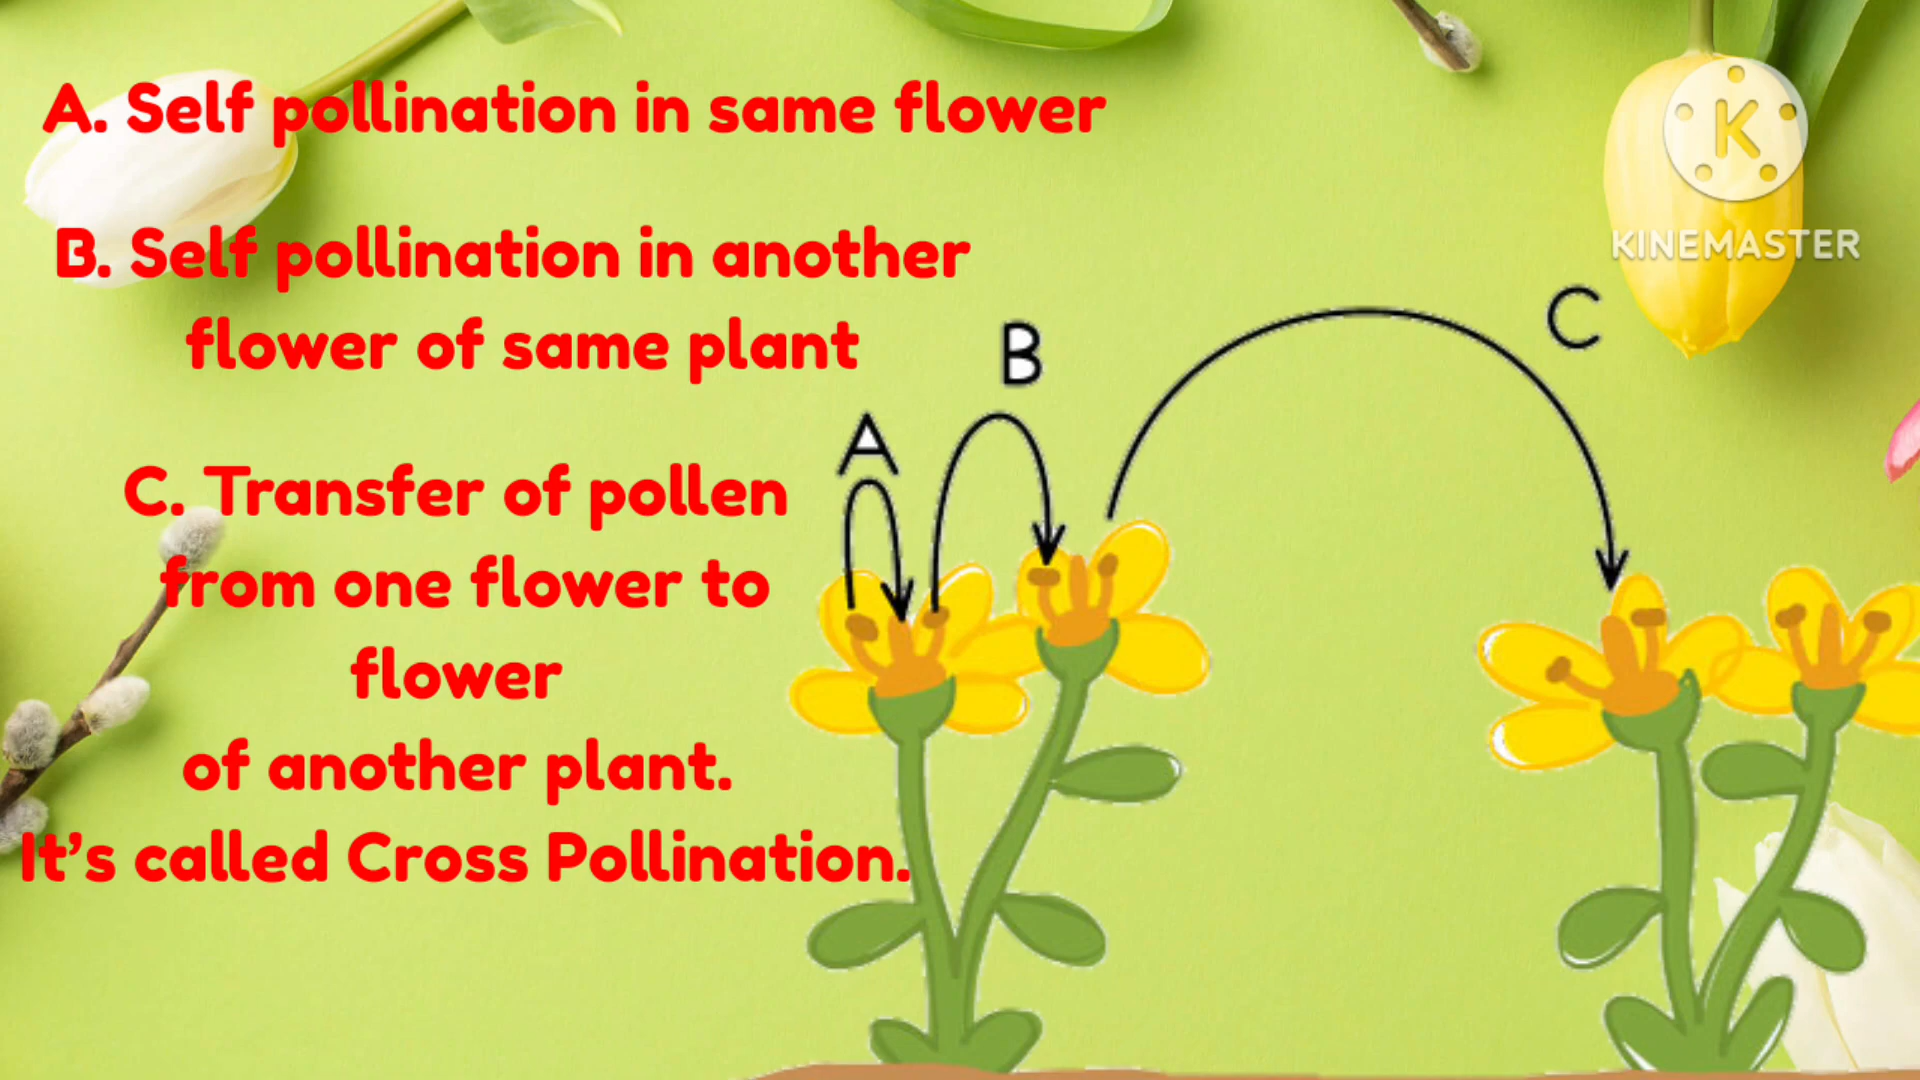 A. Self pollination in same flower
B. Self pollination in another
flower of same plant
C. Transfer of pollen
from one flower to
flower
of another plant.
It's called Cross Pollination.
A
B
C
K
KINEMASTER